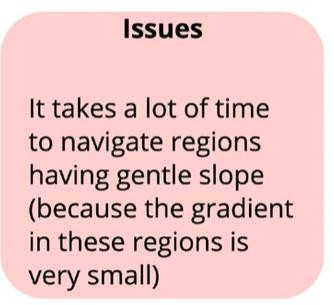 Issues
It takes a lot of time
to navigate regions
having gentle slope
(because the gradient
in these regions is
very small)